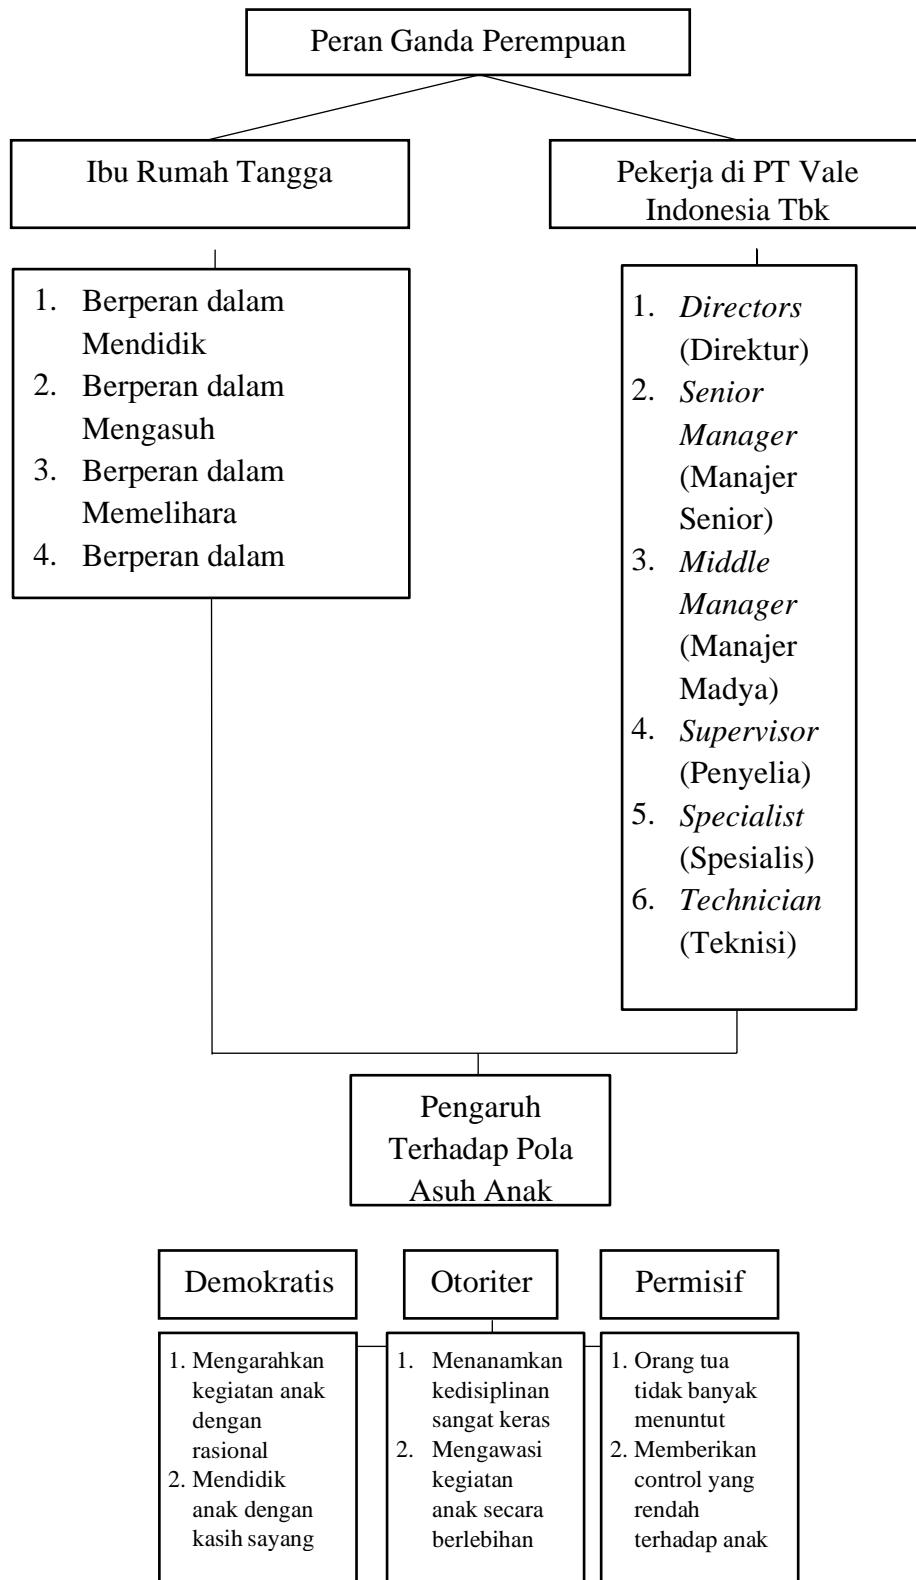 Peran Ganda Perempuan
Ibu Rumah Tangga
Pekerja di PT Vale
Indonesia Tbk
1. Berperan dalam
Mendidik
2. Berperan dalam
Mengasuh
3. Berperan dalam
Memelihara
4. Berperan dalam
1. Directors
(Direktur)
2. Senior
Manager
(Manajer
Senior)
3. Middle
Manager
(Manajer
Madya)
4. Supervisor
(Penyelia)
5. Specialist
(Spesialis)
6. Technician
(Teknisi)
Pengaruh
Terhadap Pola
Asuh Anak
Demokratis
Otoriter
Permisif
1. Mengarahkan
kegiatan anak
dengan
rasional
2. Mendidik
anak dengan
kasih sayang
1. Menanamkan
kedisiplinan
sangat keras
2. Mengawasi
kegiatan
anak secara
berlebihan
1. Orang tua
tidak banyak
menuntut
2. Memberikan
control yang
rendah
terhadap anak